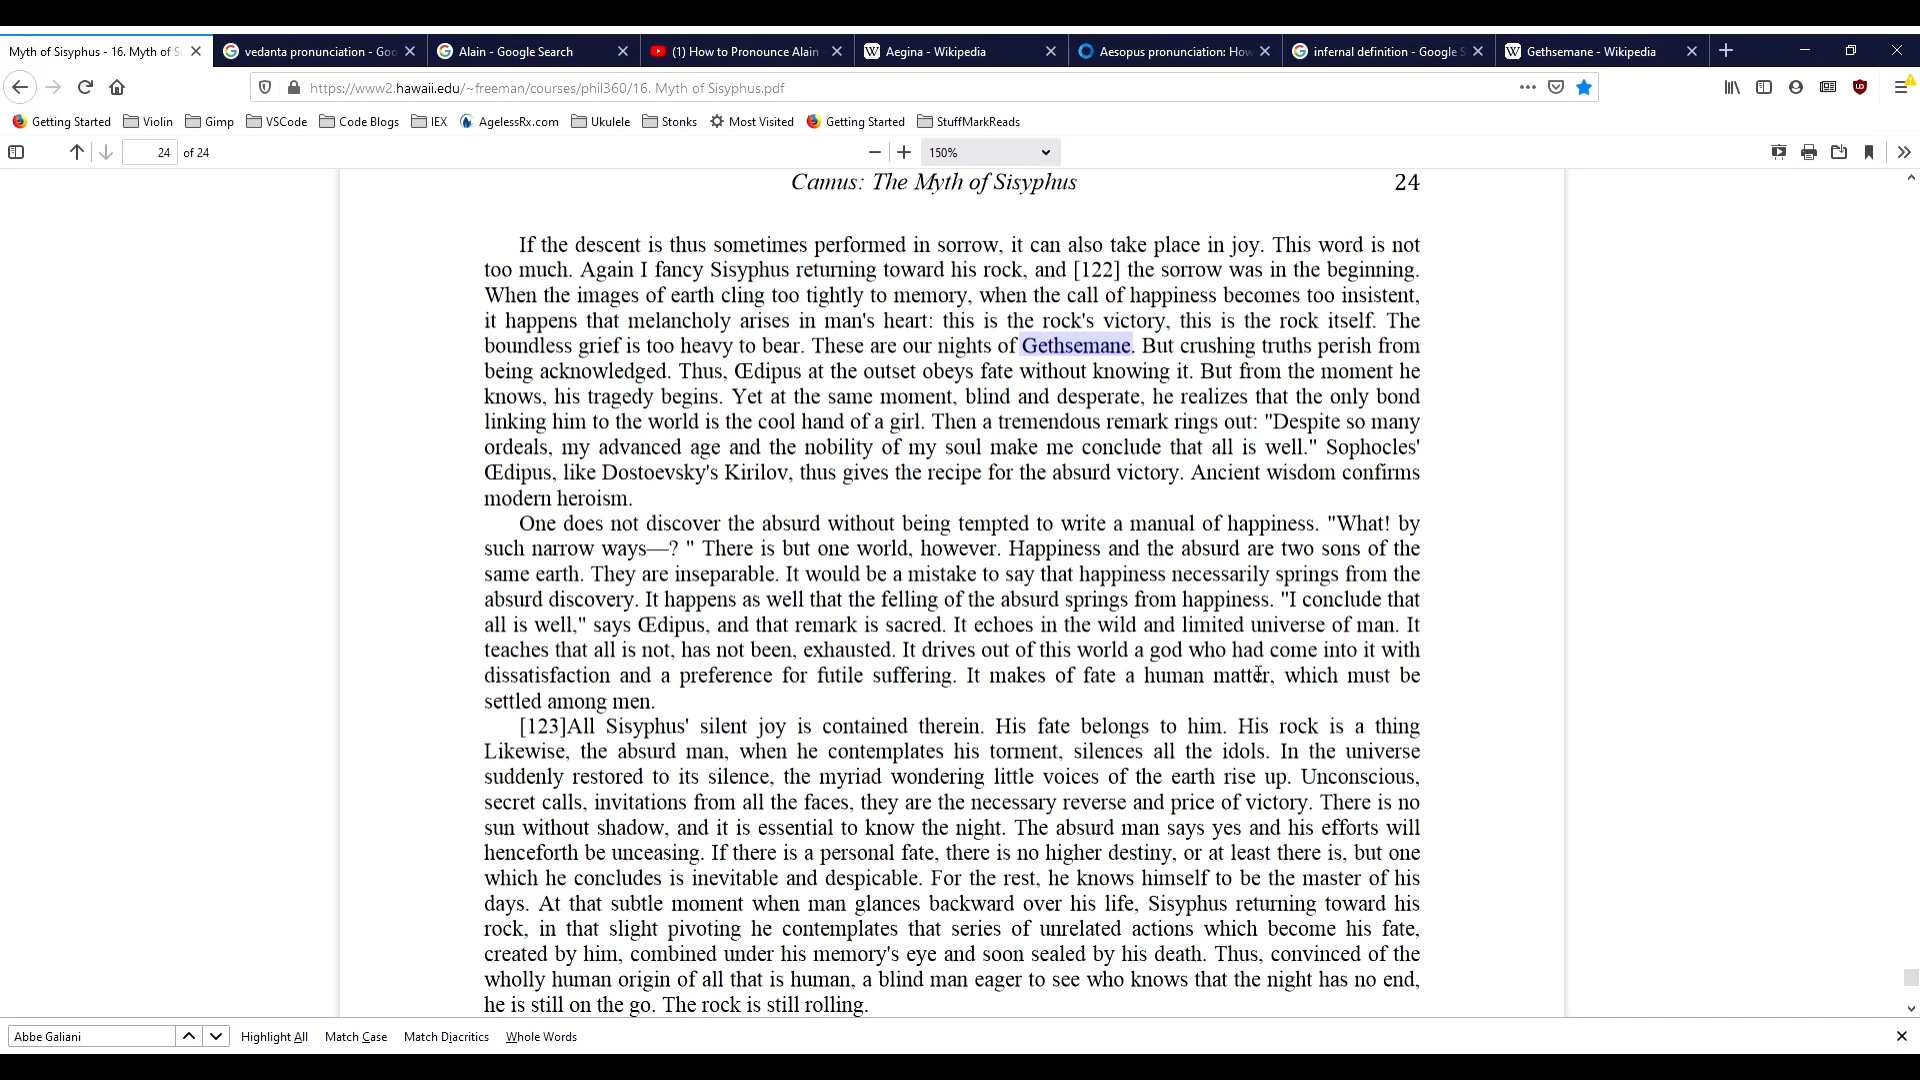 Myth of Sisyphus - 16. Myth of S
vedanta pronunciation - Goo
Alain - Google Search
(1) How to Pronounce Alain
Aegina - Wikipedia
Aesopus pronunciation: How
infernal definition - Google S
Gethsemane - Wikipedia
https://www2.hawaii.edu/~freeman/courses/phil360/16. Myth of Sisyphus.pdf
Getting Started
Violin
Gimp
VSCode
Code Blogs
IEX
AgelessRx.com
Ukulele
Stonks
Most Visited
Getting Started
StuffMarkReads
24 of 24
150%
Camus: The Myth of Sisyphus 24
If the descent is thus sometimes performed in sorrow, it can also take place in joy. This word is not
too much. Again I fancy Sisyphus returning toward his rock, and [122] the sorrow was in the beginning.
When the images of earth cling too tightly to memory, when the call of happiness becomes too insistent,
it happens that melancholy arises in man's heart: this is the rock's victory, this is the rock itself. The
boundless grief is too heavy to bear. These are our nights of Gethsemane. But crushing truths perish from
being acknowledged. Thus, Œdipus at the outset obeys fate without knowing it. But from the moment he
knows, his tragedy begins. Yet at the same moment, blind and desperate, he realizes that the only bond
linking him to the world is the cool hand of a girl. Then a tremendous remark rings out: "Despite so many
ordeals, my advanced age and the nobility of my soul make me conclude that all is well." Sophocles'
Œdipus, like Dostoevsky's Kirilov, thus gives the recipe for the absurd victory. Ancient wisdom confirms
modern heroism.
One does not discover the absurd without being tempted to write a manual of happiness. "What! by
such narrow ways—? " There is but one world, however. Happiness and the absurd are two sons of the
same earth. They are inseparable. It would be a mistake to say that happiness necessarily springs from the
absurd discovery. It happens as well that the felling of the absurd springs from happiness. "I conclude that
all is well," says Œdipus, and that remark is sacred. It echoes in the wild and limited universe of man. It
teaches that all is not, has not been, exhausted. It drives out of this world a god who had come into it with
dissatisfaction and a preference for futile suffering. It makes of fate a human matter, which must be
settled among men.
[123]All Sisyphus' silent joy is contained therein. His fate belongs to him. His rock is a thing
Likewise, the absurd man, when he contemplates his torment, silences all the idols. In the universe
suddenly restored to its silence, the myriad wondering little voices of the earth rise up. Unconscious,
secret calls, invitations from all the faces, they are the necessary reverse and price of victory. There is no
sun without shadow, and it is essential to know the night. The absurd man says yes and his efforts will
henceforth be unceasing. If there is a personal fate, there is no higher destiny, or at least there is, but one
which he concludes is inevitable and despicable. For the rest, he knows himself to be the master of his
days. At that subtle moment when man glances backward over his life, Sisyphus returning toward his
rock, in that slight pivoting he contemplates that series of unrelated actions which become his fate,
created by him, combined under his memory's eye and soon sealed by his death. Thus, convinced of the
wholly human origin of all that is human, a blind man eager to see who knows that the night has no end,
he is still on the go. The rock is still rolling.
Abbe Galiani
Highlight All
Match Case
Match Diacritics
Whole Words